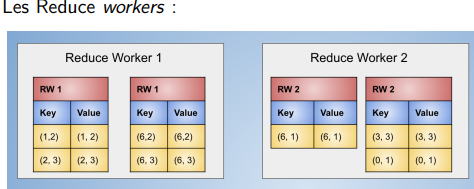 Les Reduce workers :
Reduce Worker 1 Reduce Worker 2
RW 1 RW 1 RW 2 RW 2
Key Value Key Value Key Value Key Value
(1,2) (1, 2) (6,2) (6,2) (6, 1) (6, 1) (3, 3) (3, 3)
(2, 3) (2, 3) (6, 3) (6, 3) (0, 1) (0, 1)